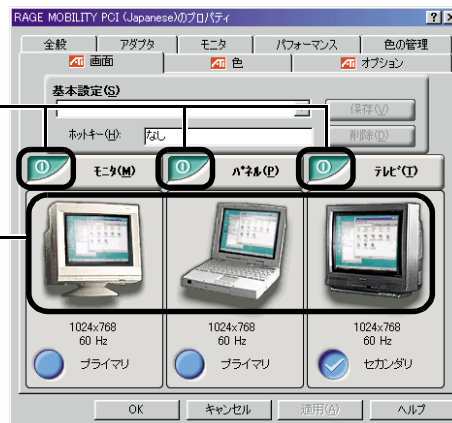 RAGE MOBILITY PCI (Japanese)のプロパティ
全般 アダプタ モニタ パフォーマンス 色の管理
ATI 画面 ATI 色 ATI オプション
基本設定(S)
保存(V)
ホットキー(H): なし 削除(D)
モニタ(M) パネル(P) テレビ(T)
1024x768 1024x768 1024x768
60 Hz 60 Hz 60 Hz
プライマリ プライマリ セカンダリ
OK キャンセル 適用(A) ヘルプ